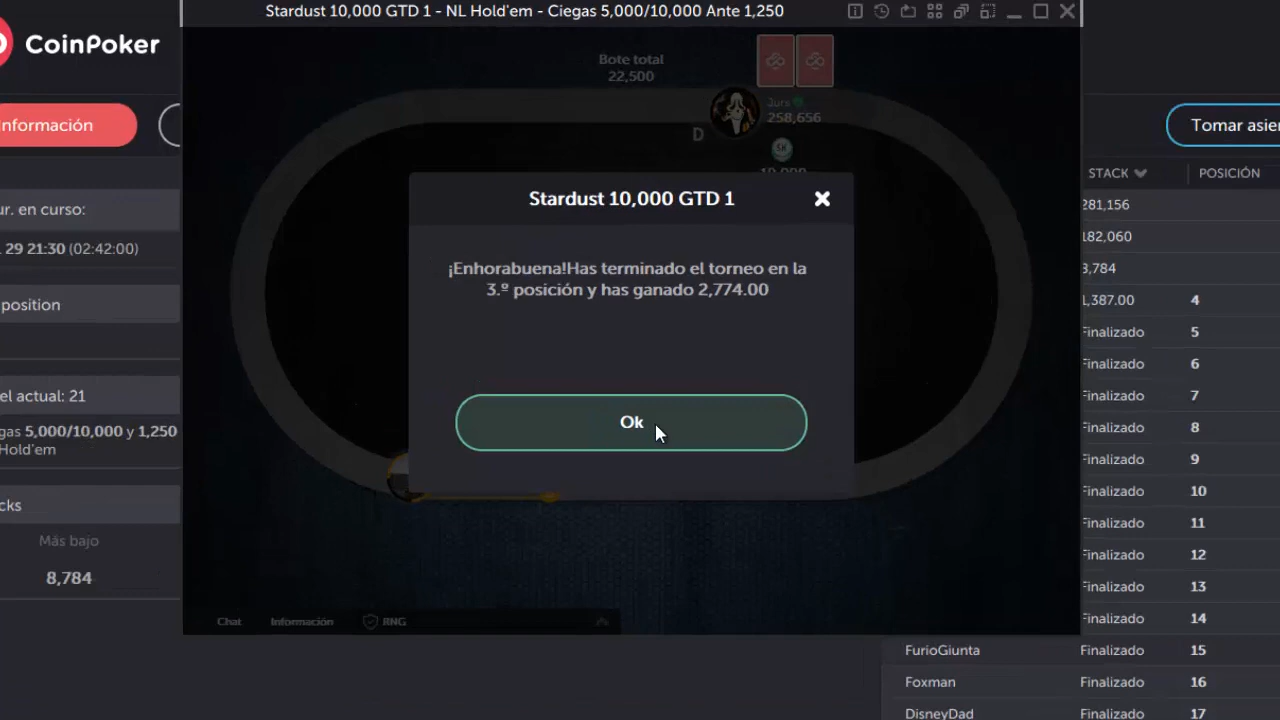 Stardust 10,000 GTD 1 - NL Hold'em - Ciegas 5,000/10,000 Ante 1,250
CoinPoker
Información
Tomar asien
Bote total
22,500
Jurs
258,656
D
10,000
STACK
POSICIÓN
ur. en curso:
29 21:30 (02:42:00)
position
el actual: 21
gas 5,000/10,000 y 1,250
Hold'em
cks
Más bajo
8,784
Stardust 10,000 GTD 1
¡Enhorabuena!Has terminado el torneo en la
3.º posición y has ganado 2,774.00
Ok
Chat
Información
RNG
281,156
182,060
8,784
1,387.00 4
Finalizado 5
Finalizado 6
Finalizado 7
Finalizado 8
Finalizado 9
Finalizado 10
Finalizado 11
Finalizado 12
Finalizado 13
Finalizado 14
FurioGiunta Finalizado 15
Foxman Finalizado 16
DisneyDad Finalizado 17